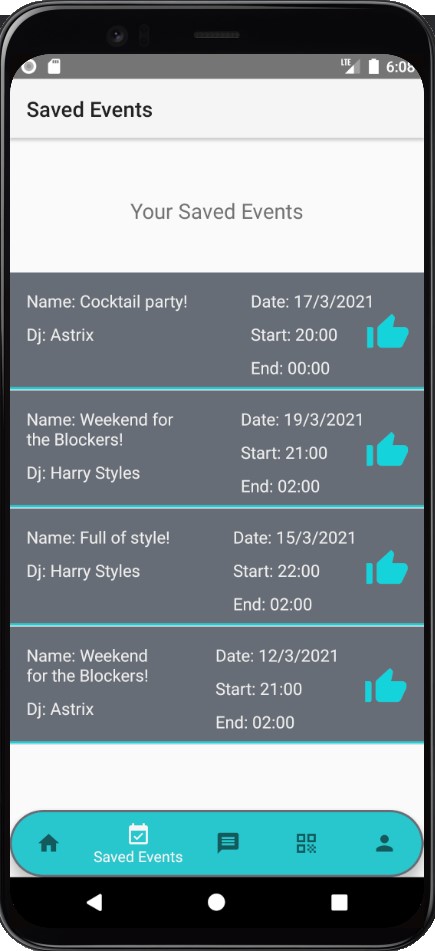 LTE 6:08
Saved Events
Your Saved Events
Name: Cocktail party!
Date: 17/3/2021
Dj: Astrix
Start: 20:00
End: 00:00
Name: Weekend for
the Blockers!
Date: 19/3/2021
Start: 21:00
Dj: Harry Styles
End: 02:00
Name: Full of style!
Date: 15/3/2021
Dj: Harry Styles
Start: 22:00
End: 02:00
Name: Weekend
for the Blockers!
Date: 12/3/2021
Start: 21:00
Dj: Astrix
End: 02:00
Saved Events